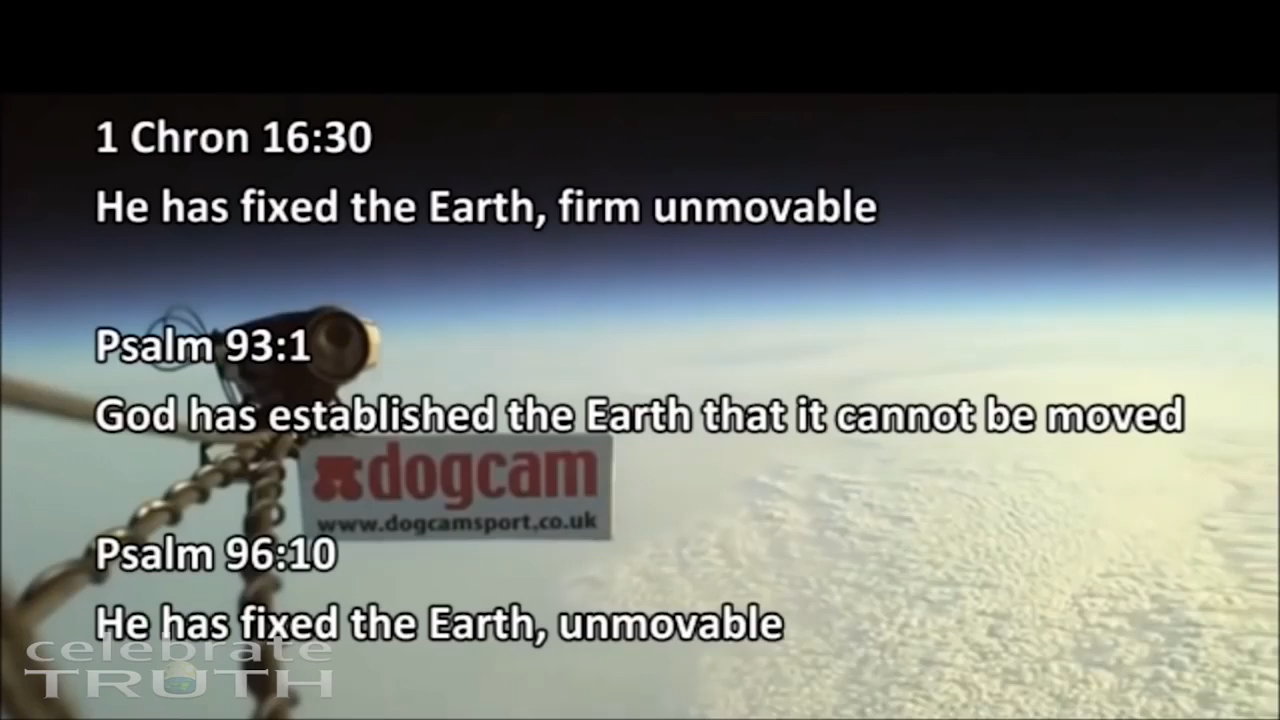 1 Chron 16:30
He has fixed the Earth, firm unmovable
Psalm 93:1
God has established the Earth that it cannot be moved
dogcam
www.dogcamsport.co.uk
Psalm 96:10
He has fixed the Earth, unmovable
celebrate
TRUTH